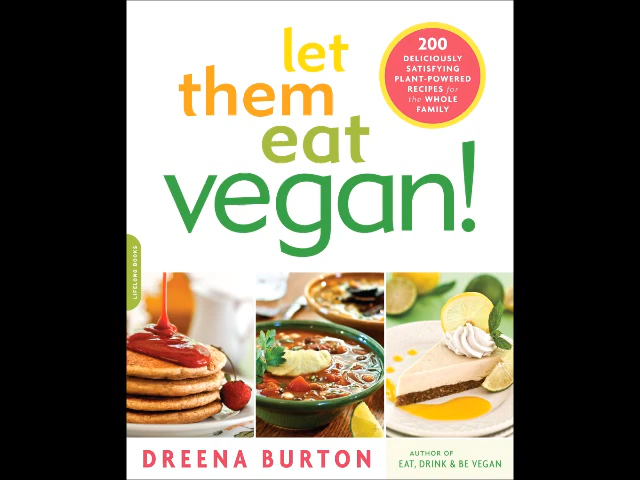 let
them
eat
vegan!
200
DELICIOUSLY
SATISFYING
PLANT-POWERED
RECIPES for
the WHOLE
FAMILY
LIFELONG BOOKS
DREENA BURTON
AUTHOR OF
EAT, DRINK & BE VEGAN